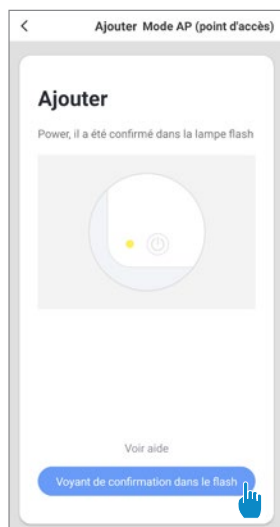 Ajouter Mode AP (point d'accès)
Ajouter
Power, il a été confirmé dans la lampe flash
Voir aide
Voyant de confirmation dans le flash